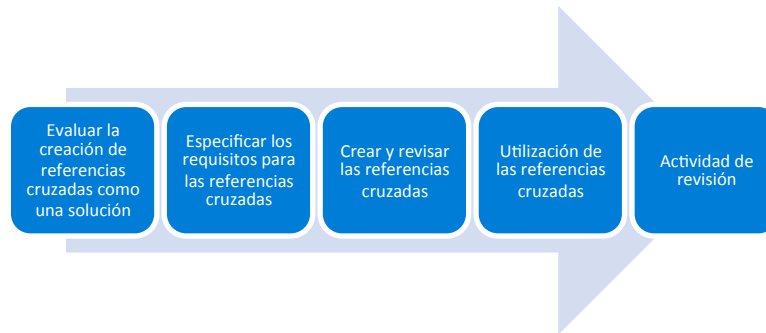 Evaluar la
creación de
referencias
cruzadas como
una solución
Especificar los
requisitos para
las referencias
cruzadas
Crear y revisar
las referencias
cruzadas
Utilización de
las referencias
cruzadas
Actividad de
revisión